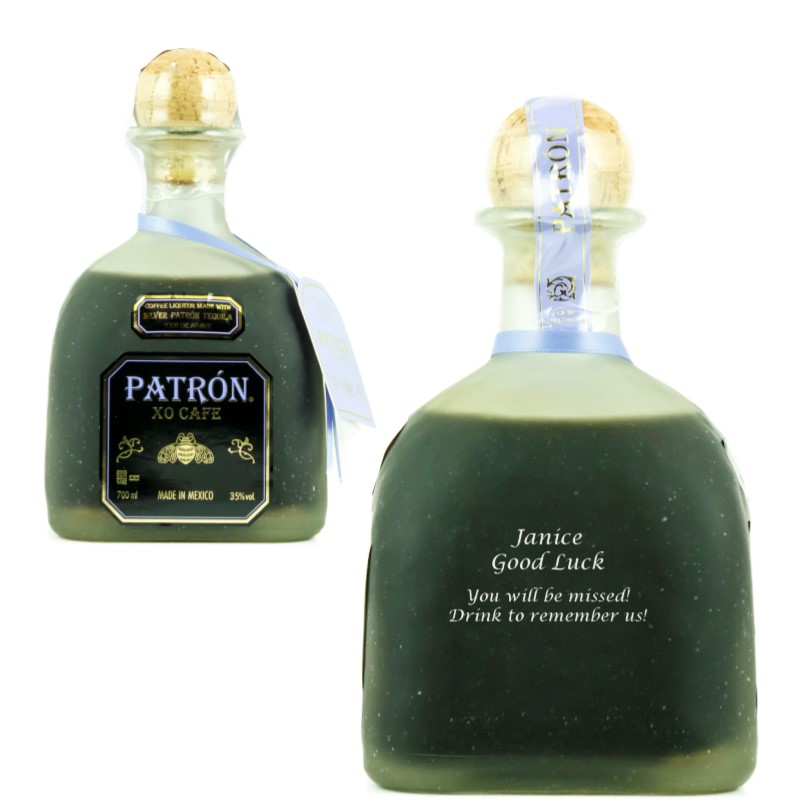 COFFEE LIQUEUR MADE WITH
SILVER PATRÓN TEQUILA
PATRÓN®
XO CAFE
700 ml MADE IN MEXICO 35%vol.
PATRÓN
Janice
Good Luck
You will be missed!
Drink to remember us!